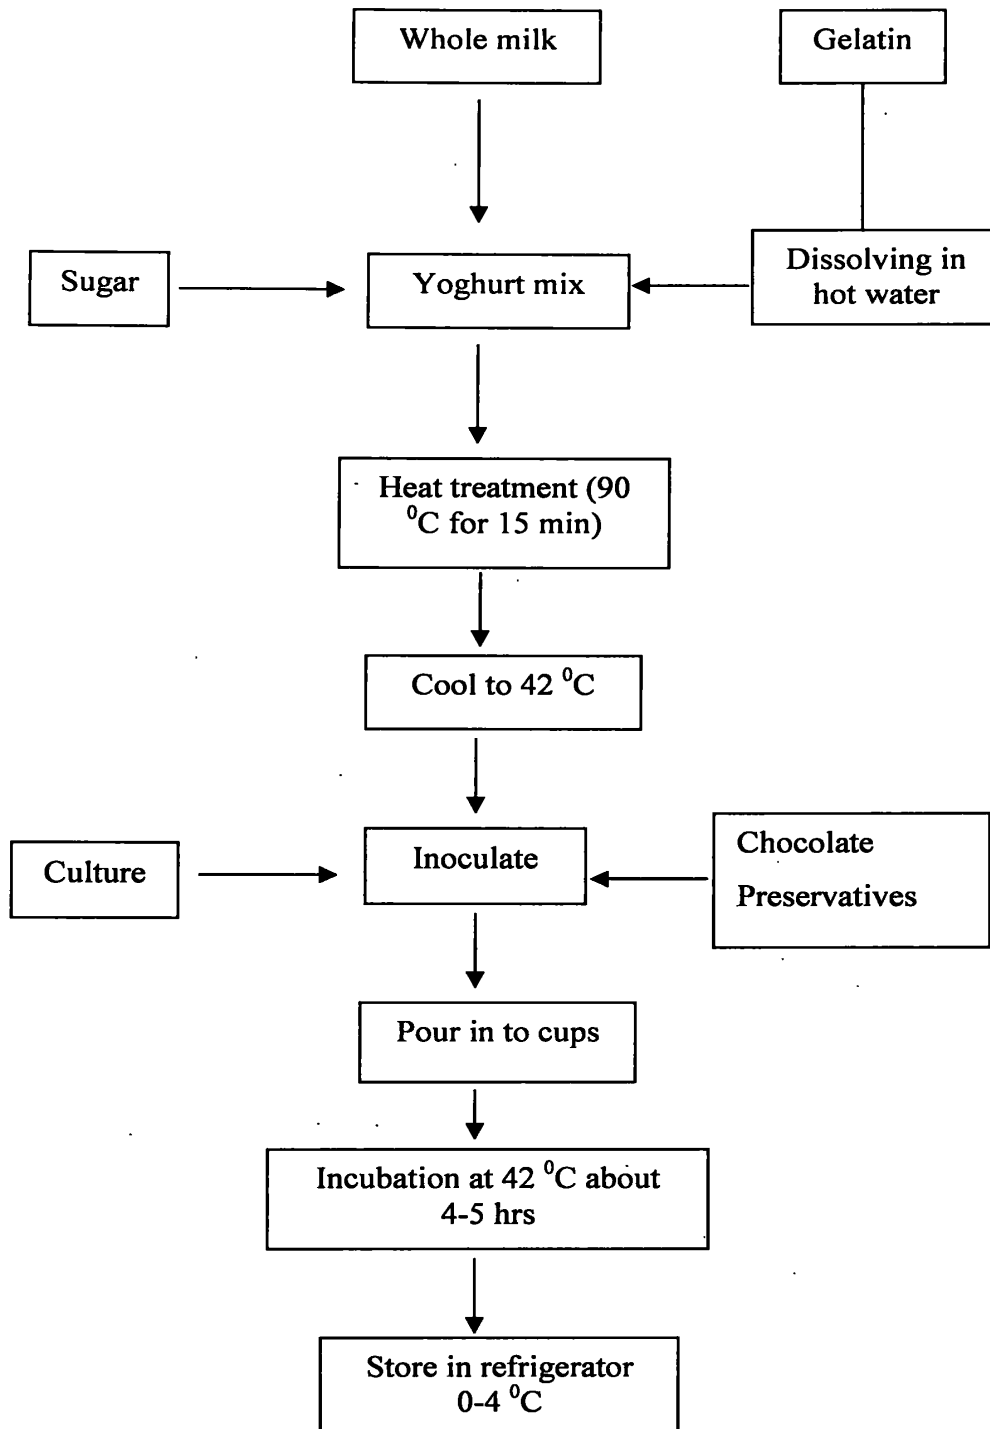 Whole milk
Gelatin
Sugar
Yoghurt mix
Dissolving in
hot water
Heat treatment (90
⁰C for 15 min)
Cool to 42 ⁰C
Culture
Inoculate
Chocolate
Preservatives
Pour in to cups
Incubation at 42 ⁰C about
4-5 hrs
Store in refrigerator
0-4 ⁰C